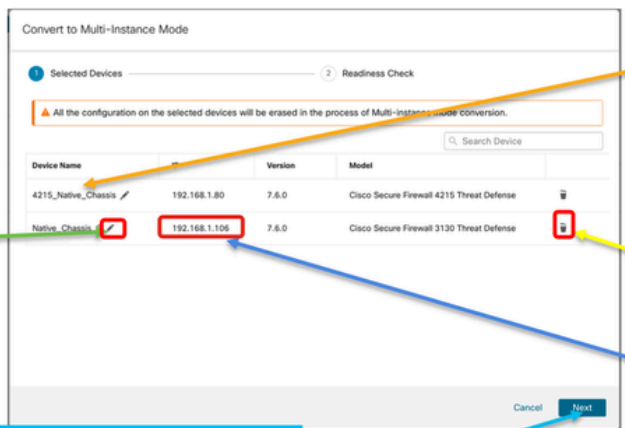 Convert to Multi-Instance Mode
1 Selected Devices 2 Readiness Check
All the configuration on the selected devices will be erased in the process of Multi-instance mode conversion.
Search Device
Device Name Version Model
4215_Native_Chassis 192.168.1.80 7.6.0 Cisco Secure Firewall 4215 Threat Defense
Native_Chassis 192.168.1.106 7.6.0 Cisco Secure Firewall 3130 Threat Defense
Cancel Next